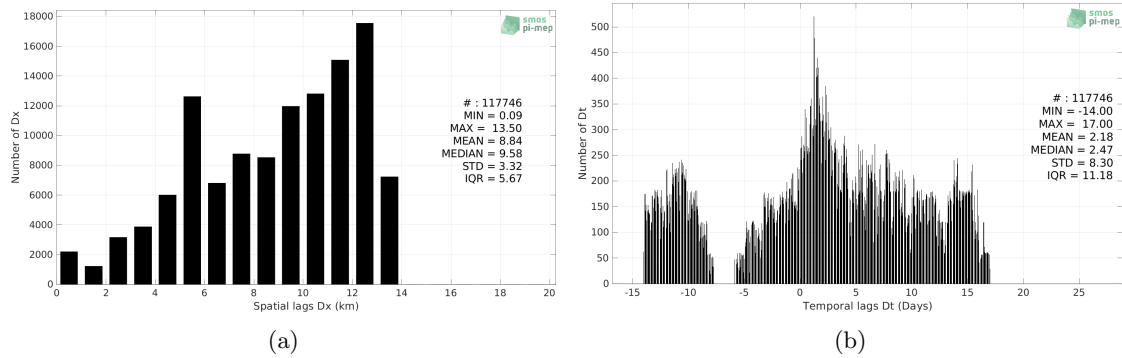 18000
16000
14000
12000
10000
8000
6000
4000
2000
0
Number of Dx
0 2 4 6 8 10 12 14 16 18 20
Spatial lags Dx (km)
smos
pi-mep
# : 117746
MIN = 0.09
MAX = 13.50
MEAN = 8.84
MEDIAN = 9.58
STD = 3.32
IQR = 5.67
(a)
500
450
400
350
300
250
200
150
100
50
0
Number of Dt
-15 -10 -5 0 5 10 15 20 25
Temporal lags Dt (Days)
smos
pi-mep
# : 117746
MIN = -14.00
MAX = 17.00
MEAN = 2.18
MEDIAN = 2.47
STD = 8.30
IQR = 11.18
(b)